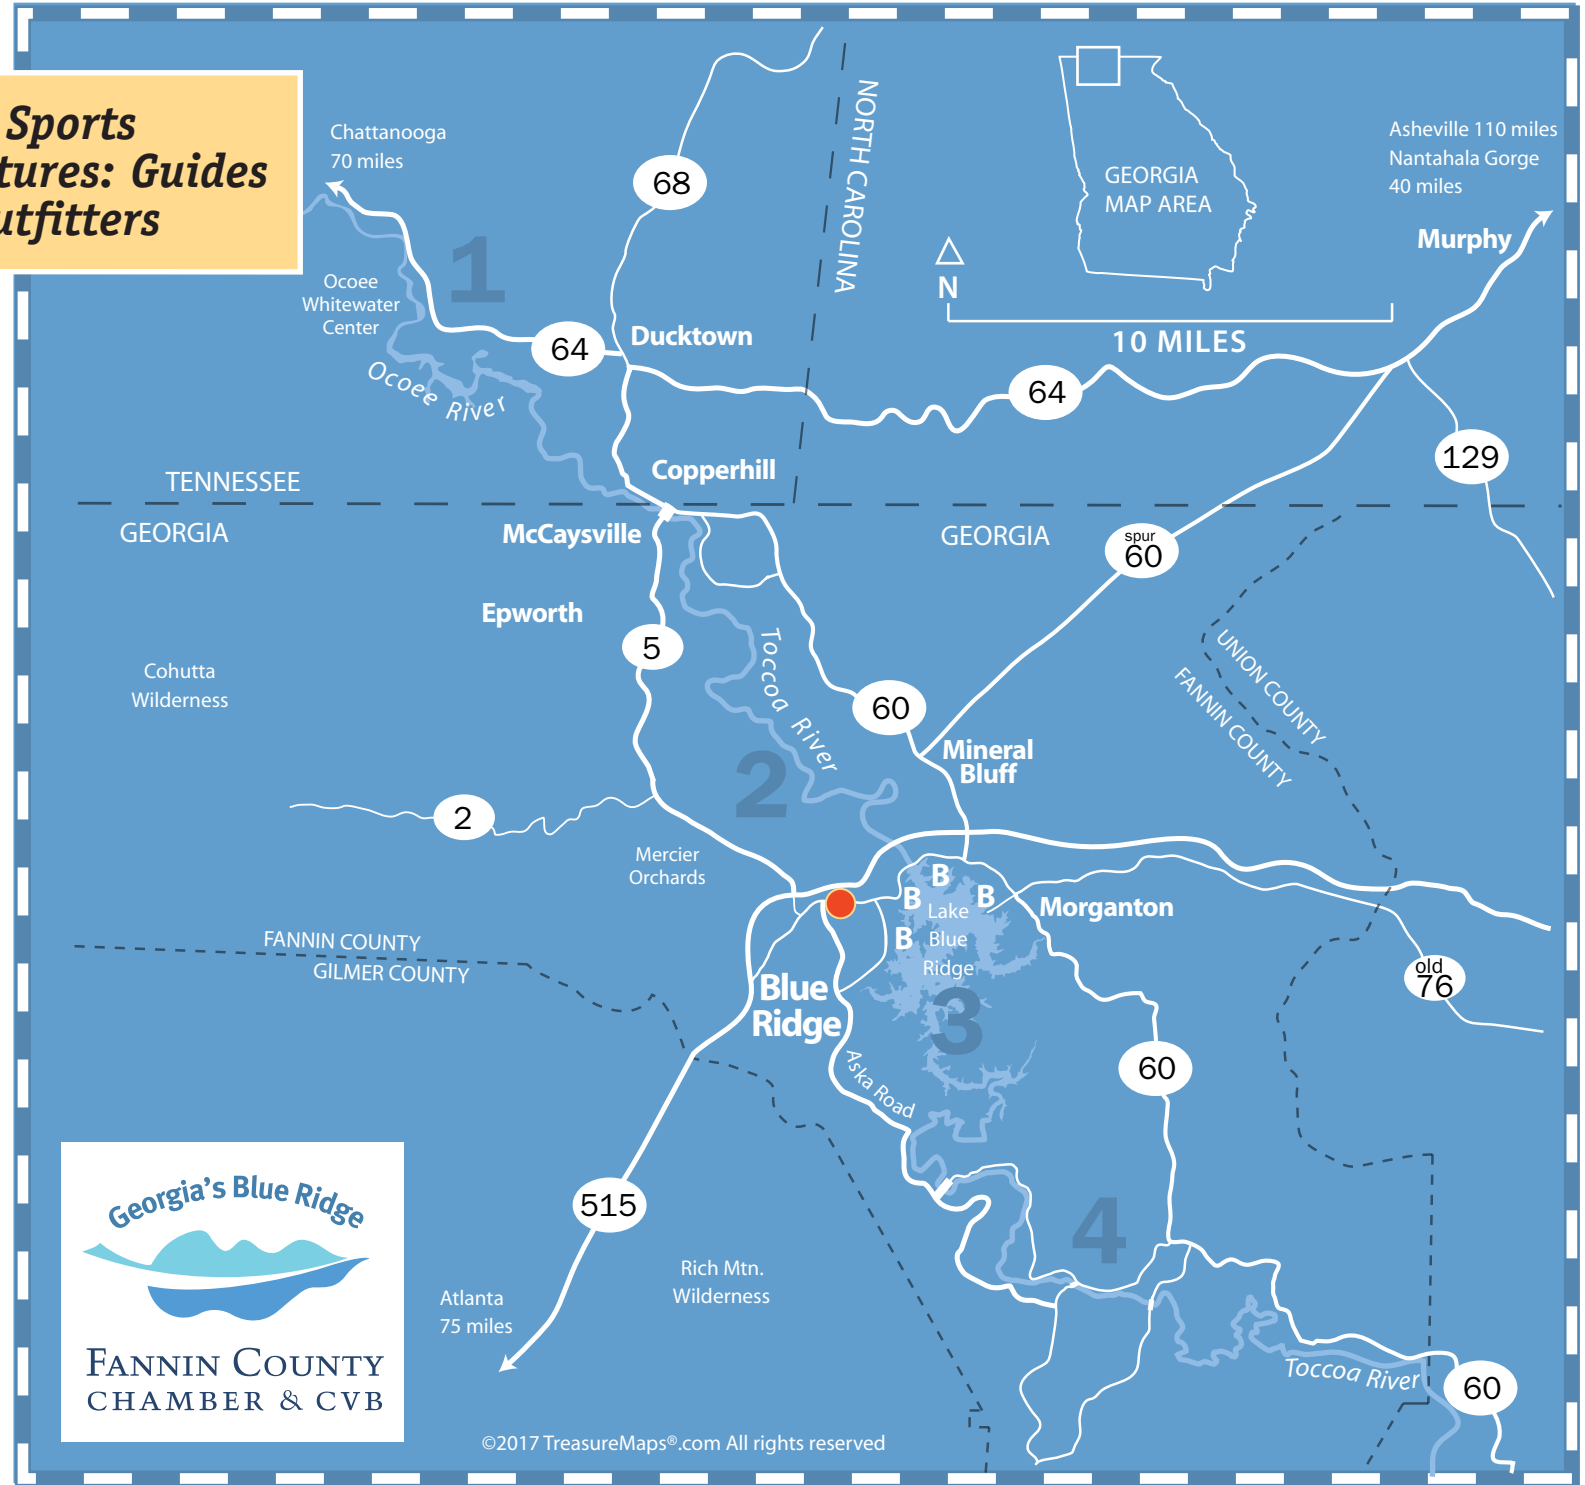 Sports
tures: Guides
utfitters
Chattanooga
70 miles
68
NORTH CAROLINA
GEORGIA
MAP AREA
Asheville 110 miles
Nantahala Gorge
40 miles
Murphy
N
10 MILES
1
Ocoee
Whitewater
Center
64
Ducktown
Ocoee River
64
129
Copperhill
TENNESSEE
GEORGIA
McCaysville
GEORGIA
spur
60
Epworth
5
Toccoa River
UNION COUNTY
FANNIN COUNTY
Cohutta
Wilderness
60
Mineral
Bluff
2
2
Mercier
Orchards
B
B
B
B
Lake
Blue
Ridge
Morganton
FANNIN COUNTY
GILMER COUNTY
old
76
Blue
Ridge
3
Aska Road
60
515
4
Rich Mtn.
Wilderness
Atlanta
75 miles
Toccoa River
60
Georgia's Blue Ridge
FANNIN COUNTY
CHAMBER & CVB
©2017 TreasureMaps®.com All rights reserved